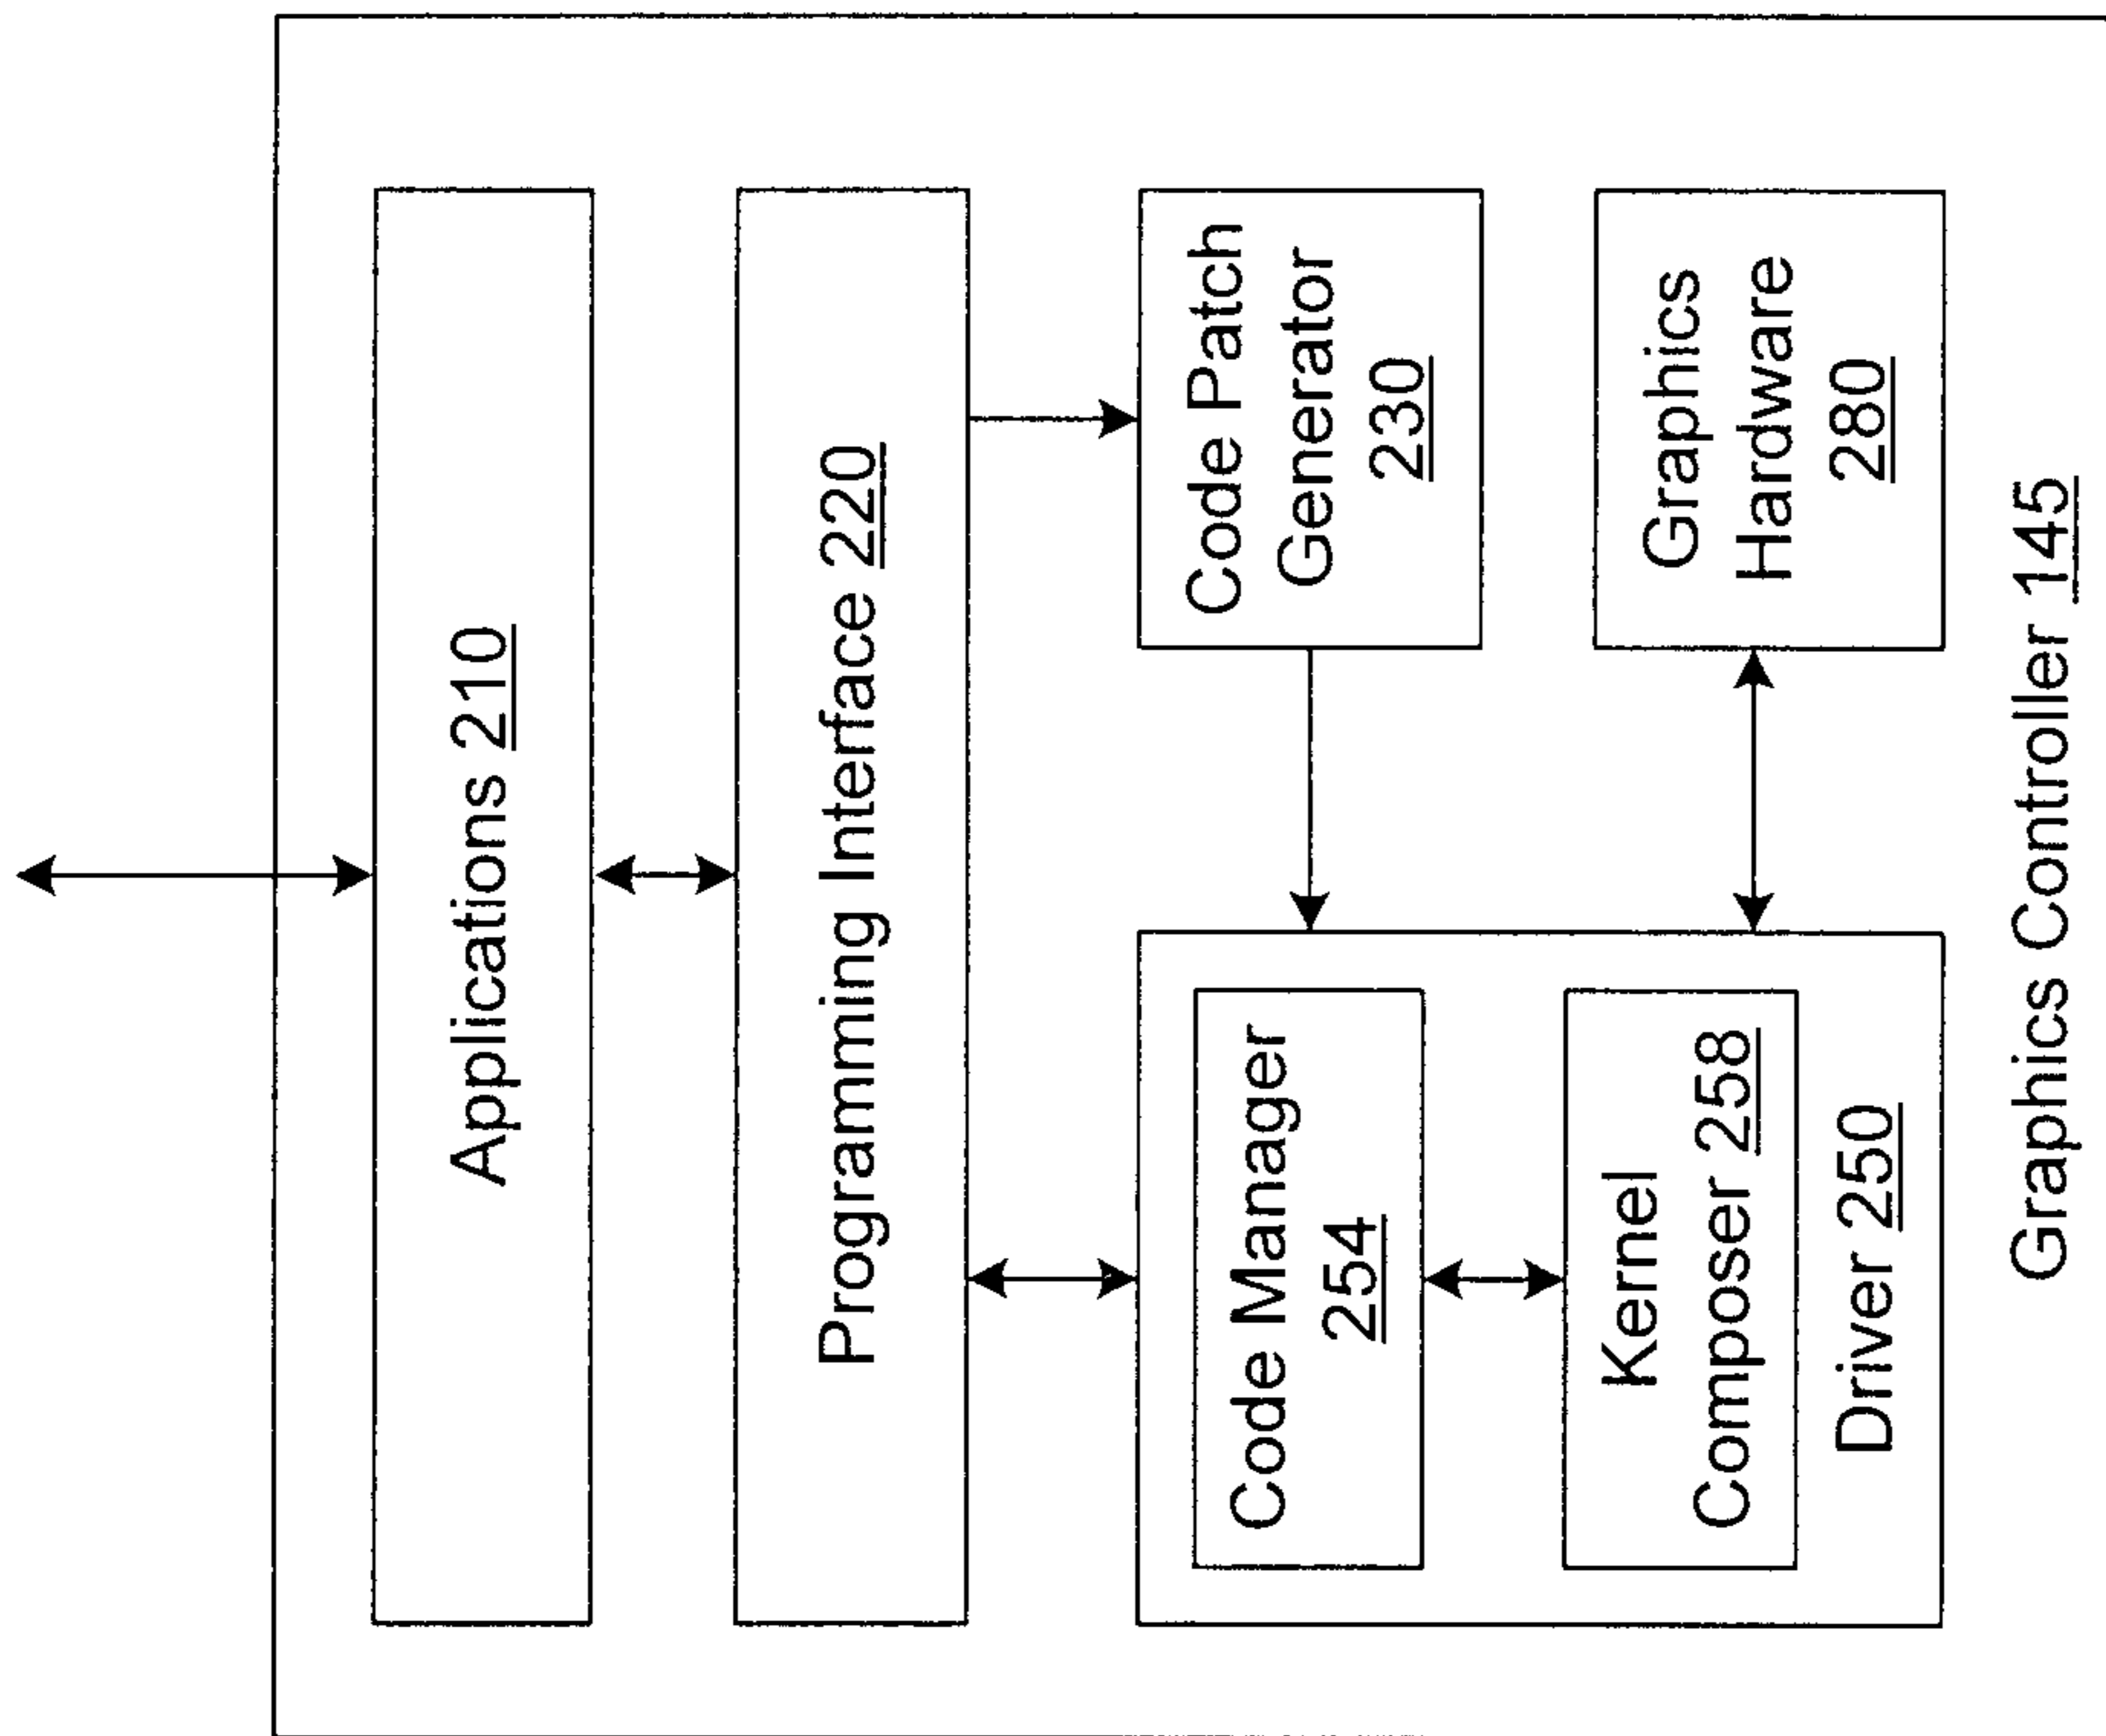 Applications 210
Programming Interface 220
Code Manager
254
Kernel
Composer 258
Driver 250
Code Patch
Generator
230
Graphics
Hardware
280
Graphics Controller 145